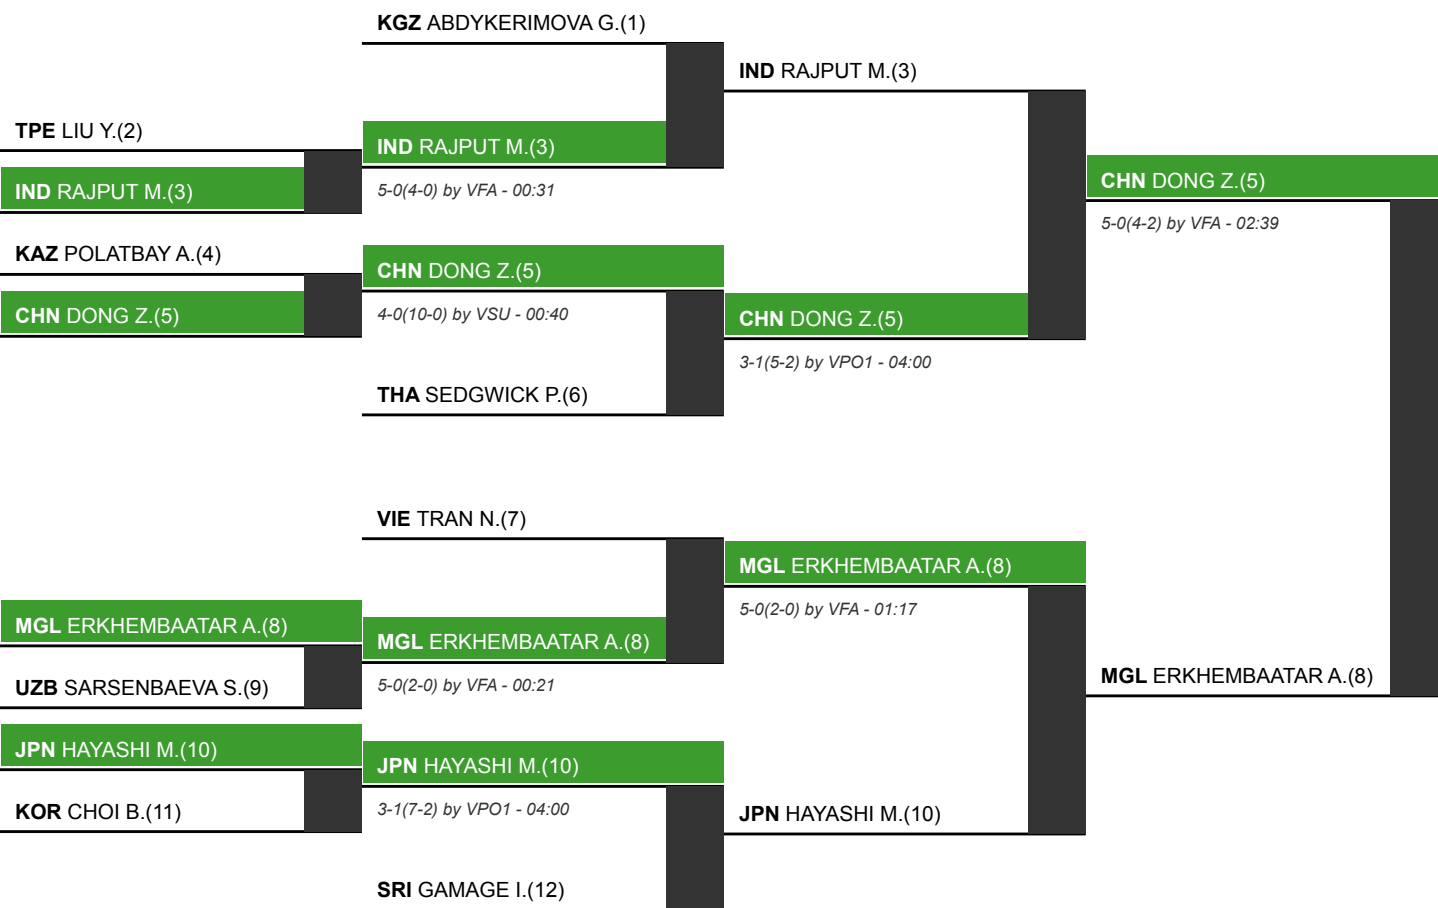 KGZ ABDYKERIMOVA G.(1)
IND RAJPUT M.(3)
TPE LIU Y.(2)
IND RAJPUT M.(3)
IND RAJPUT M.(3)
5-0(4-0) by VFA - 00:31
CHN DONG Z.(5)
5-0(4-2) by VFA - 02:39
KAZ POLATBAY A.(4)
CHN DONG Z.(5)
CHN DONG Z.(5)
4-0(10-0) by VSU - 00:40
CHN DONG Z.(5)
3-1(5-2) by VPO1 - 04:00
THA SEDGWICK P.(6)
VIE TRAN N.(7)
MGL ERKHEMBAATAR A.(8)
5-0(2-0) by VFA - 01:17
MGL ERKHEMBAATAR A.(8)
MGL ERKHEMBAATAR A.(8)
5-0(2-0) by VFA - 00:21
UZB SARSENBAEVA S.(9)
MGL ERKHEMBAATAR A.(8)
JPN HAYASHI M.(10)
JPN HAYASHI M.(10)
3-1(7-2) by VPO1 - 04:00
KOR CHOI B.(11)
JPN HAYASHI M.(10)
SRI GAMAGE I.(12)